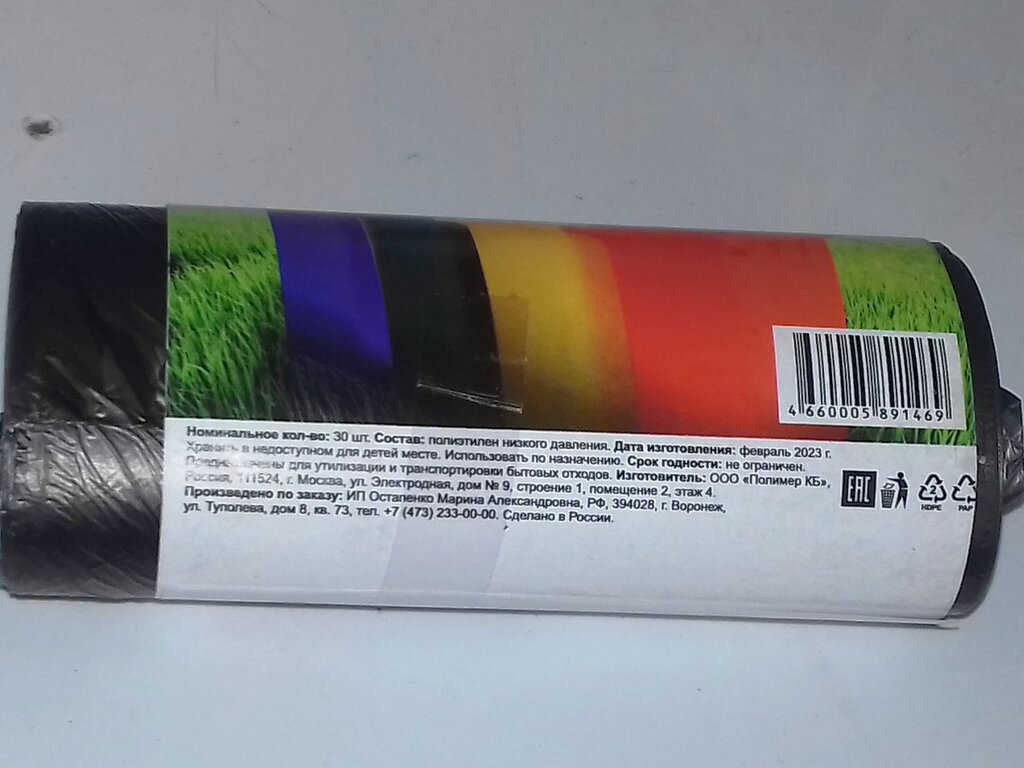 4 660005 891469
Номинальное кол-во: 30 шт. Состав: полиэтилен низкого давления. Дата изготовления: февраль 2023 г.
Хранить в недоступном для детей месте. Использовать по назначению. Срок годности: не ограничен.
Предназначены для утилизации и транспортировки бытовых отходов. Изготовитель: ООО «Полимер КБ»,
Россия, 111524, г. Москва, ул. Электродная, дом № 9, строение 1, помещение 2, этаж 4.
Произведено по заказу: ИП Остапенко Марина Александровна, РФ, 394028, г. Воронеж,
ул. Туполева, дом 8, кв. 73, тел. +7 (473) 233-00-00. Сделано в России.
EAC
2
HDPE
PAP